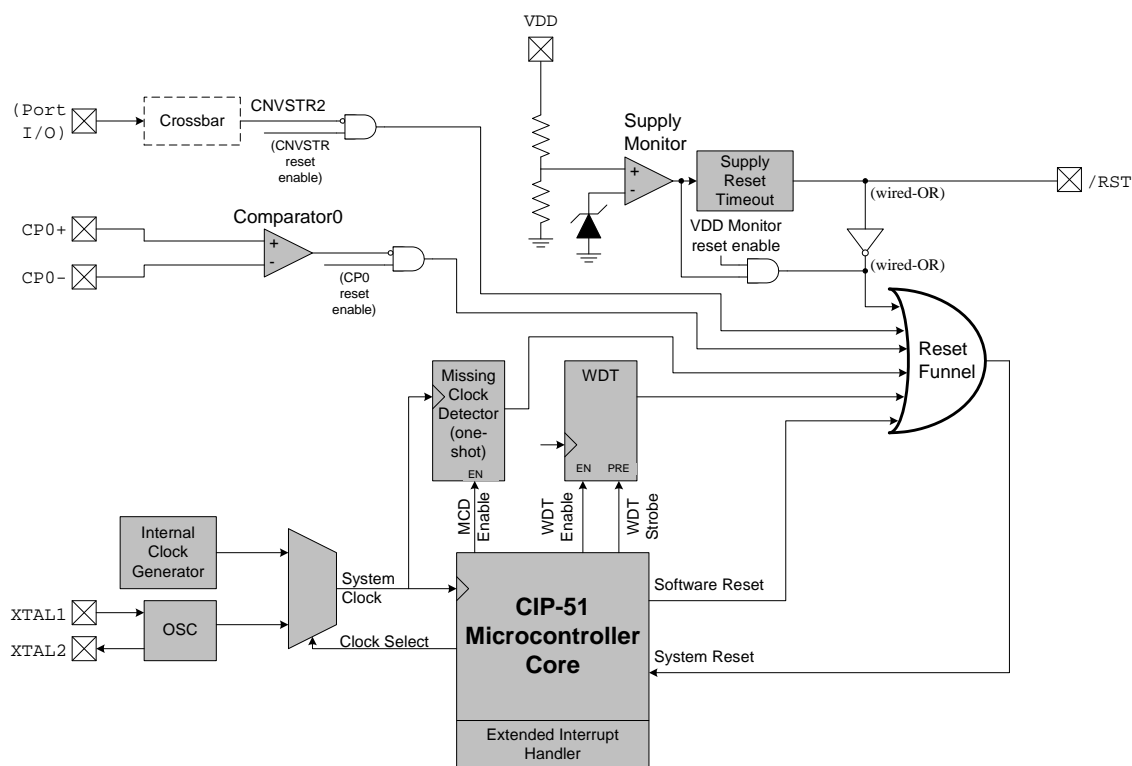 VDD
(Port
I/O)
Crossbar
CNVSTR2
(CNVSTR
reset
enable)
Supply
Monitor
+
-
Supply
Reset
Timeout
(wired-OR)
/RST
VDD Monitor
reset enable
(wired-OR)
CP0+
CP0-
Comparator0
+
-
(CP0
reset
enable)
Reset
Funnel
Missing
Clock
Detector
(one-
shot)
EN
WDT
EN
PRE
MCD
Enable
WDT
Enable
WDT
Strobe
Internal
Clock
Generator
System
Clock
XTAL1
XTAL2
OSC
Clock Select
CIP-51
Microcontroller
Core
Software Reset
System Reset
Extended Interrupt
Handler